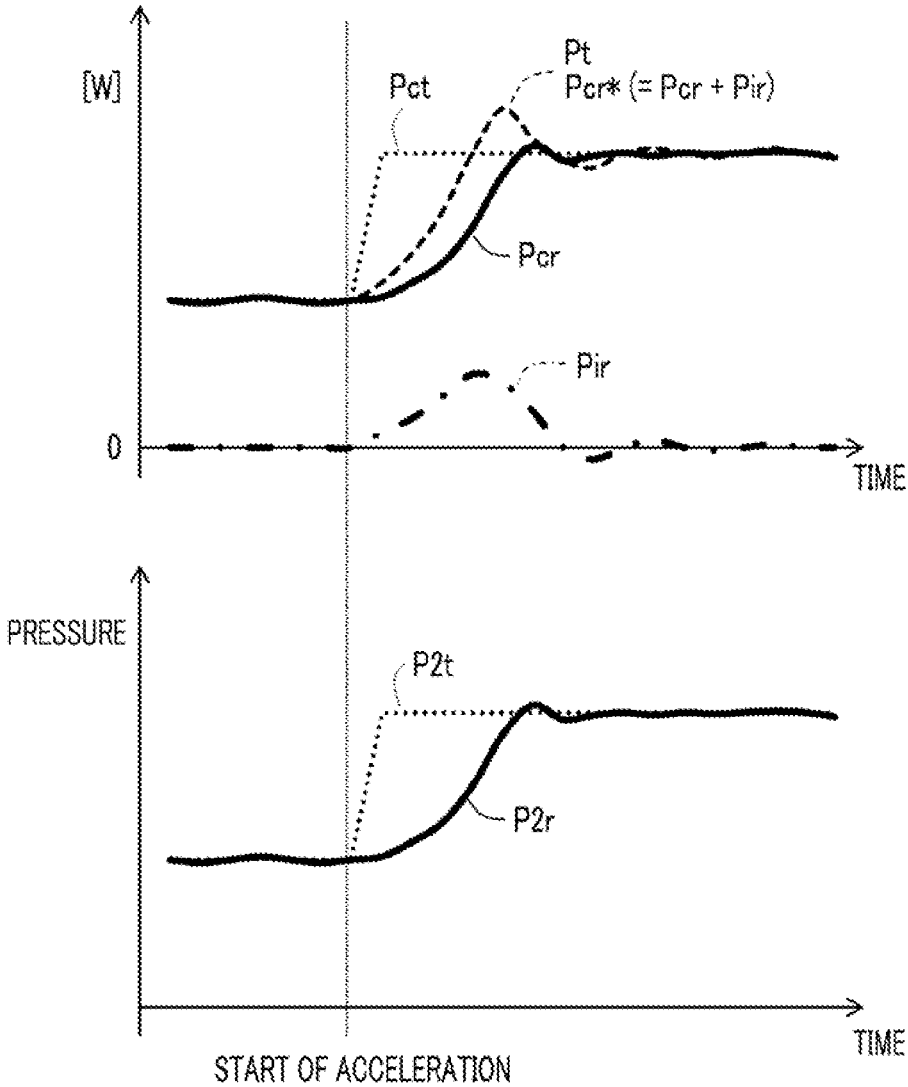 [W]
Pct
Pt
Pcr* (= Pcr + Pir)
Pcr
Pir
0
TIME
PRESSURE
P2t
P2r
TIME
START OF ACCELERATION